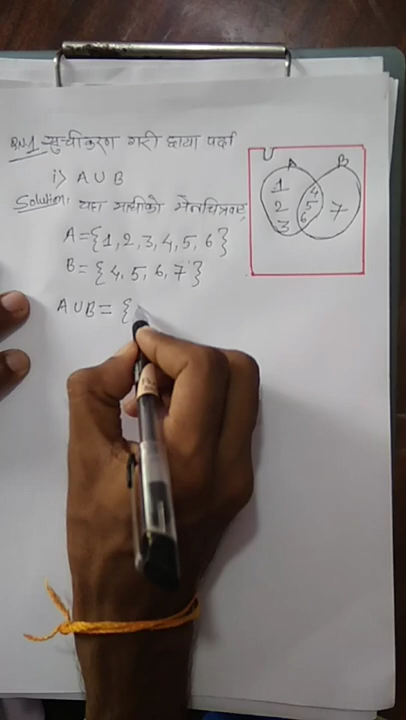 Q.N.1 सुचीकरण गरी छाया पार्ने
i) A U B
Solution: यहा माथीको भेनचित्रबाट,
A = {1, 2, 3, 4, 5, 6}
B = {4, 5, 6, 7}
A U B = {
U
A B
1 4
2 5 7
3 6